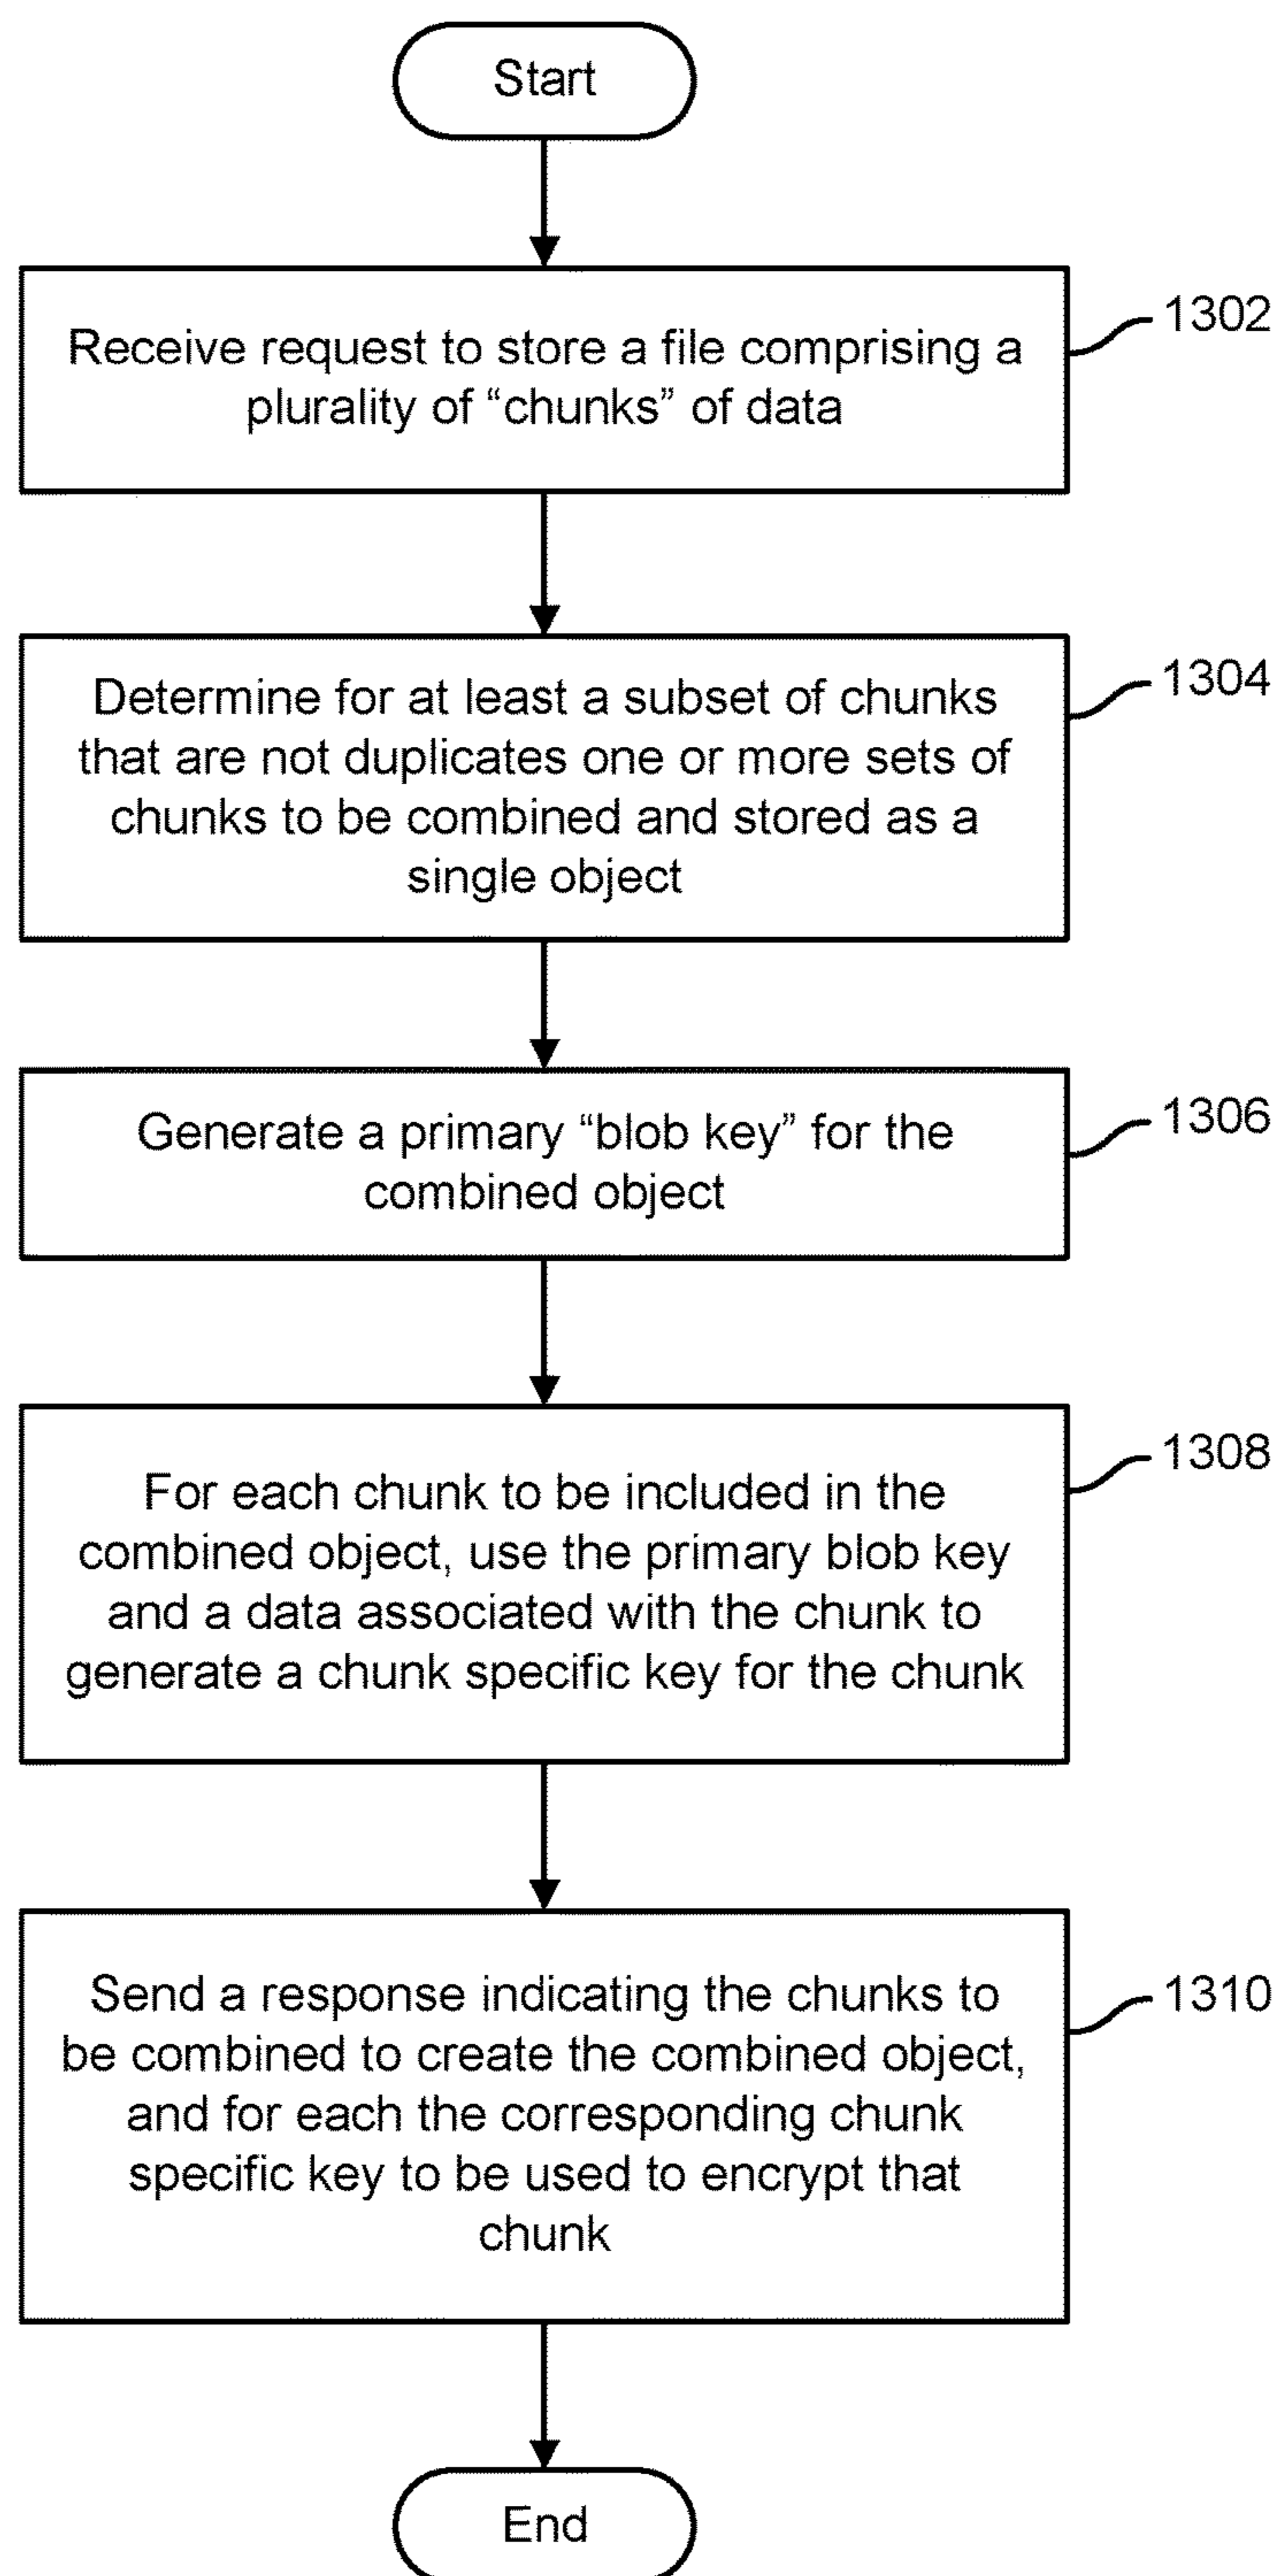 Start
Receive request to store a file comprising a
plurality of “chunks” of data
1302
Determine for at least a subset of chunks
that are not duplicates one or more sets of
chunks to be combined and stored as a
single object
1304
Generate a primary “blob key” for the
combined object
1306
For each chunk to be included in the
combined object, use the primary blob key
and a data associated with the chunk to
generate a chunk specific key for the chunk
1308
Send a response indicating the chunks to
be combined to create the combined object,
and for each the corresponding chunk
specific key to be used to encrypt that
chunk
1310
End